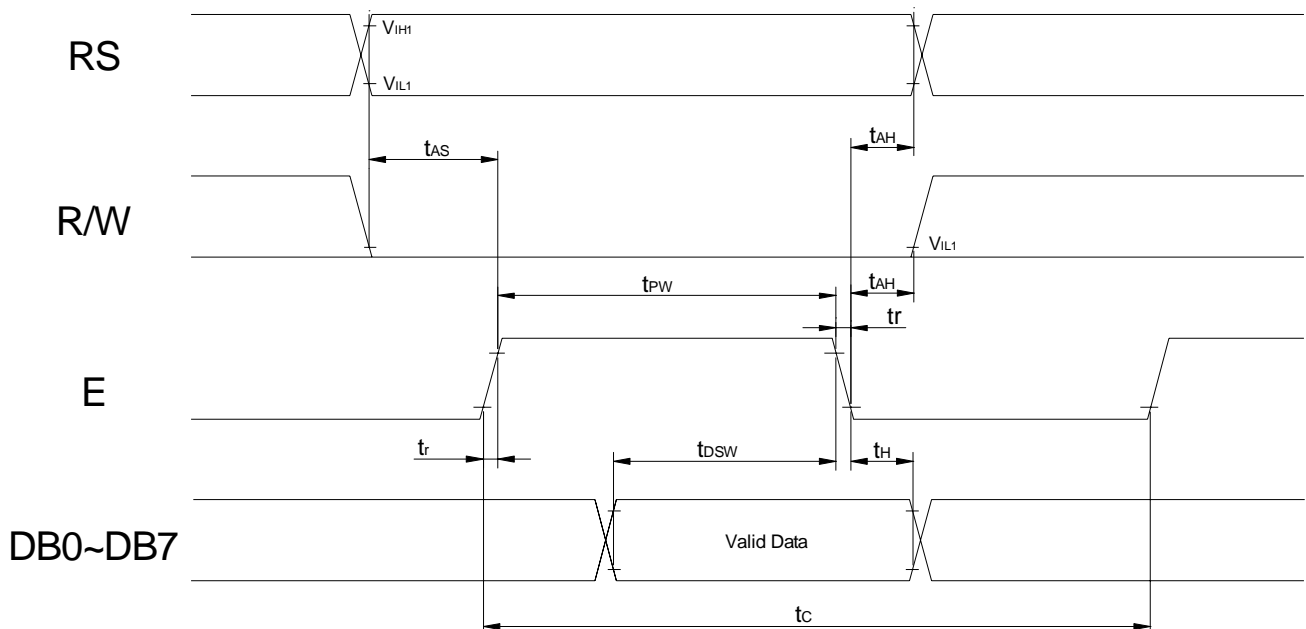 RS
VIH1
VIL1
tAS
tAH
R/W
VIL1
tPW
tAH
tr
E
tr
tDSW
tH
DB0~DB7
Valid Data
tC